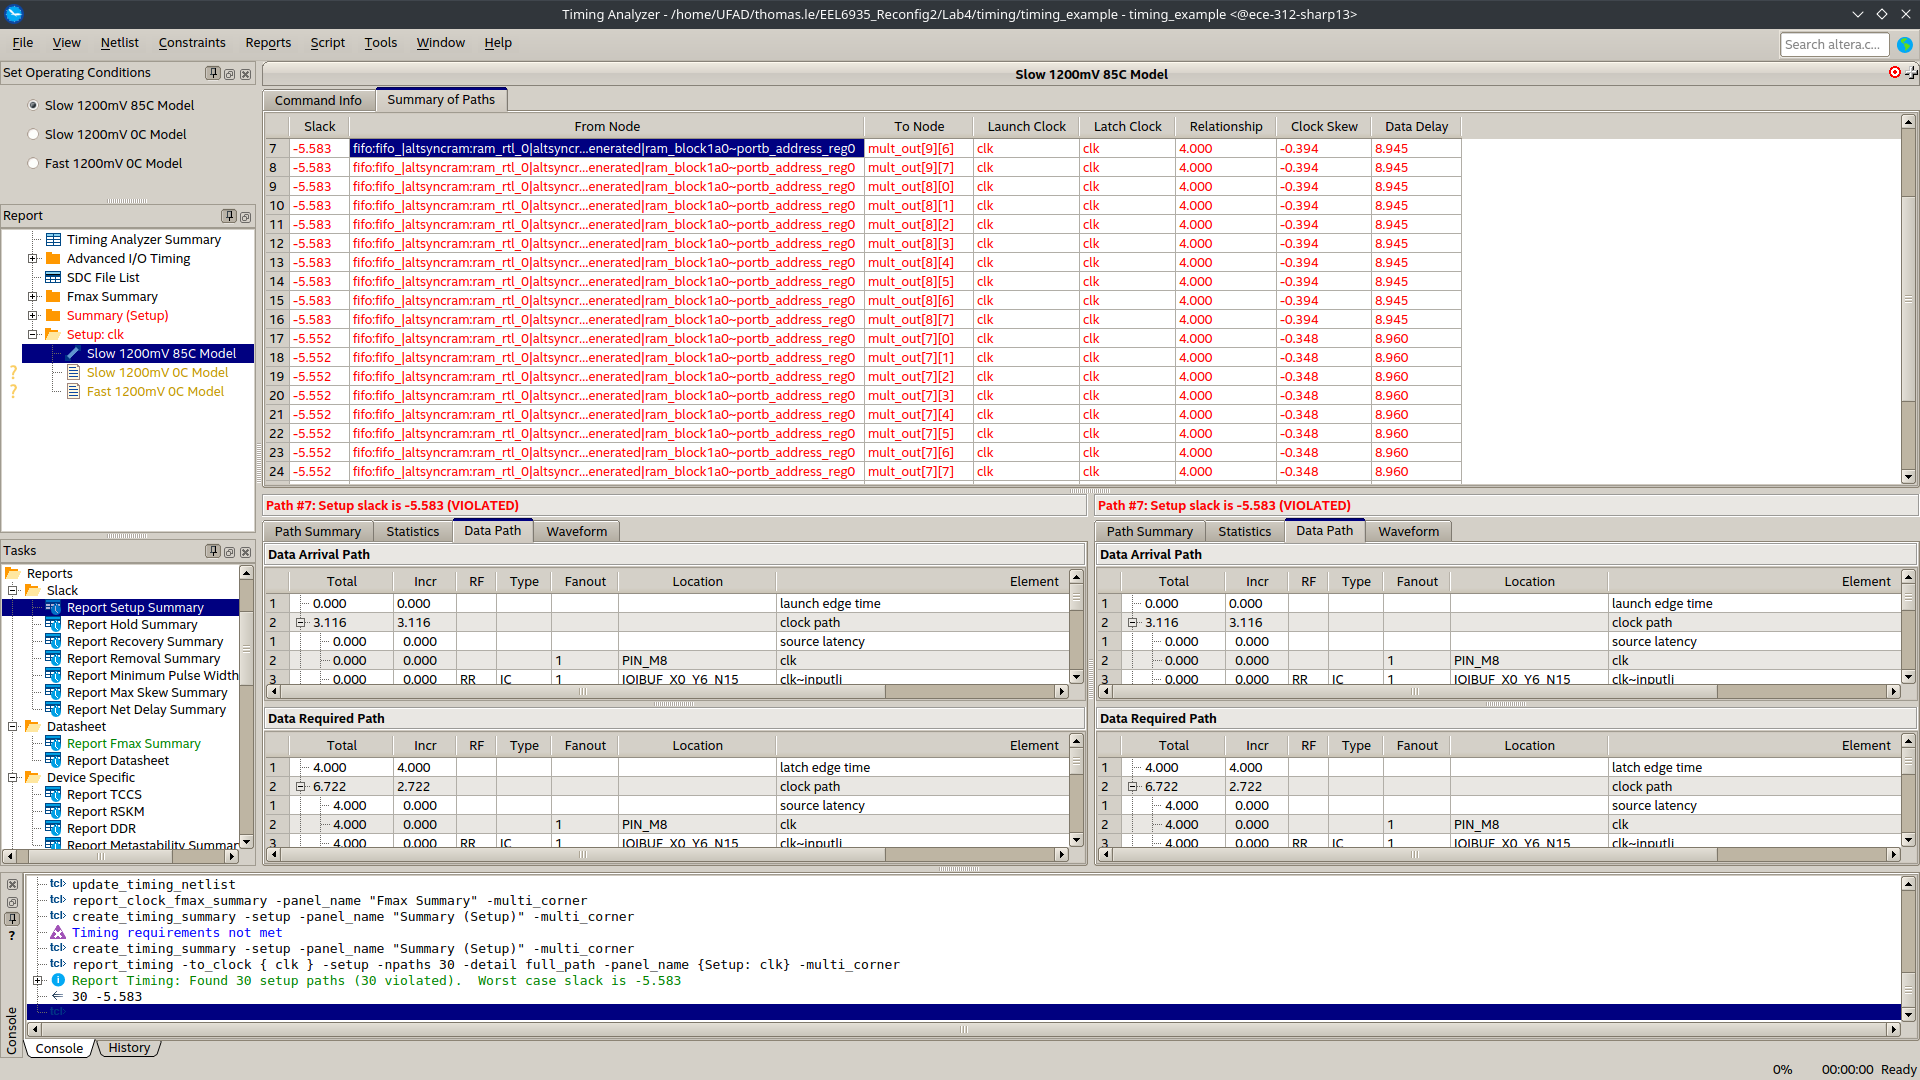 Timing Analyzer - /home/UFAD/thomas.le/EEL6935_Reconfig2/Lab4/timing/timing_example - timing_example <@ece-312-sharp13>
File View Netlist Constraints Reports Script Tools Window Help
Search altera.c...
Set Operating Conditions
Slow 1200mV 85C Model
Slow 1200mV 0C Model
Fast 1200mV 0C Model
Report
Timing Analyzer Summary
Advanced I/O Timing
SDC File List
Fmax Summary
Summary (Setup)
Setup: clk
Slow 1200mV 85C Model
? Slow 1200mV 0C Model
? Fast 1200mV 0C Model
Tasks
Reports
Slack
Report Setup Summary
Report Hold Summary
Report Recovery Summary
Report Removal Summary
Report Minimum Pulse Width
Report Max Skew Summary
Report Net Delay Summary
Datasheet
Report Fmax Summary
Report Datasheet
Device Specific
Report TCCS
Report RSKM
Report DDR
Report Metastability Summar
Slow 1200mV 85C Model
Command Info Summary of Paths
Slack From Node To Node Launch Clock Latch Clock Relationship Clock Skew Data Delay
7 -5.583 fifo:fifo_|altsyncram:ram_rtl_0|altsyncr...enerated|ram_block1a0~portb_address_reg0 mult_out[9][6] clk clk 4.000 -0.394 8.945
8 -5.583 fifo:fifo_|altsyncram:ram_rtl_0|altsyncr...enerated|ram_block1a0~portb_address_reg0 mult_out[9][7] clk clk 4.000 -0.394 8.945
9 -5.583 fifo:fifo_|altsyncram:ram_rtl_0|altsyncr...enerated|ram_block1a0~portb_address_reg0 mult_out[8][0] clk clk 4.000 -0.394 8.945
10 -5.583 fifo:fifo_|altsyncram:ram_rtl_0|altsyncr...enerated|ram_block1a0~portb_address_reg0 mult_out[8][1] clk clk 4.000 -0.394 8.945
11 -5.583 fifo:fifo_|altsyncram:ram_rtl_0|altsyncr...enerated|ram_block1a0~portb_address_reg0 mult_out[8][2] clk clk 4.000 -0.394 8.945
12 -5.583 fifo:fifo_|altsyncram:ram_rtl_0|altsyncr...enerated|ram_block1a0~portb_address_reg0 mult_out[8][3] clk clk 4.000 -0.394 8.945
13 -5.583 fifo:fifo_|altsyncram:ram_rtl_0|altsyncr...enerated|ram_block1a0~portb_address_reg0 mult_out[8][4] clk clk 4.000 -0.394 8.945
14 -5.583 fifo:fifo_|altsyncram:ram_rtl_0|altsyncr...enerated|ram_block1a0~portb_address_reg0 mult_out[8][5] clk clk 4.000 -0.394 8.945
15 -5.583 fifo:fifo_|altsyncram:ram_rtl_0|altsyncr...enerated|ram_block1a0~portb_address_reg0 mult_out[8][6] clk clk 4.000 -0.394 8.945
16 -5.583 fifo:fifo_|altsyncram:ram_rtl_0|altsyncr...enerated|ram_block1a0~portb_address_reg0 mult_out[8][7] clk clk 4.000 -0.394 8.945
17 -5.552 fifo:fifo_|altsyncram:ram_rtl_0|altsyncr...enerated|ram_block1a0~portb_address_reg0 mult_out[7][0] clk clk 4.000 -0.348 8.960
18 -5.552 fifo:fifo_|altsyncram:ram_rtl_0|altsyncr...enerated|ram_block1a0~portb_address_reg0 mult_out[7][1] clk clk 4.000 -0.348 8.960
19 -5.552 fifo:fifo_|altsyncram:ram_rtl_0|altsyncr...enerated|ram_block1a0~portb_address_reg0 mult_out[7][2] clk clk 4.000 -0.348 8.960
20 -5.552 fifo:fifo_|altsyncram:ram_rtl_0|altsyncr...enerated|ram_block1a0~portb_address_reg0 mult_out[7][3] clk clk 4.000 -0.348 8.960
21 -5.552 fifo:fifo_|altsyncram:ram_rtl_0|altsyncr...enerated|ram_block1a0~portb_address_reg0 mult_out[7][4] clk clk 4.000 -0.348 8.960
22 -5.552 fifo:fifo_|altsyncram:ram_rtl_0|altsyncr...enerated|ram_block1a0~portb_address_reg0 mult_out[7][5] clk clk 4.000 -0.348 8.960
23 -5.552 fifo:fifo_|altsyncram:ram_rtl_0|altsyncr...enerated|ram_block1a0~portb_address_reg0 mult_out[7][6] clk clk 4.000 -0.348 8.960
24 -5.552 fifo:fifo_|altsyncram:ram_rtl_0|altsyncr...enerated|ram_block1a0~portb_address_reg0 mult_out[7][7] clk clk 4.000 -0.348 8.960
Path #7: Setup slack is -5.583 (VIOLATED)
Path Summary Statistics Data Path Waveform
Data Arrival Path
Total Incr RF Type Fanout Location Element
1 0.000 0.000 launch edge time
2 3.116 3.116 clock path
1 0.000 0.000 source latency
2 0.000 0.000 1 PIN_M8 clk
3 0.000 0.000 RR IC 1 IOIBUF_X0_Y6_N15 clk~input|i
Data Required Path
Total Incr RF Type Fanout Location Element
1 4.000 4.000 latch edge time
2 6.722 2.722 clock path
1 4.000 0.000 source latency
2 4.000 0.000 1 PIN_M8 clk
3 4.000 0.000 RR IC 1 IOIBUF_X0_Y6_N15 clk~input|i
Path #7: Setup slack is -5.583 (VIOLATED)
Path Summary Statistics Data Path Waveform
Data Arrival Path
Total Incr RF Type Fanout Location Element
1 0.000 0.000 launch edge time
2 3.116 3.116 clock path
1 0.000 0.000 source latency
2 0.000 0.000 1 PIN_M8 clk
3 0.000 0.000 RR IC 1 IOIBUF_X0_Y6_N15 clk~input|i
Data Required Path
Total Incr RF Type Fanout Location Element
1 4.000 4.000 latch edge time
2 6.722 2.722 clock path
1 4.000 0.000 source latency
2 4.000 0.000 1 PIN_M8 clk
3 4.000 0.000 RR IC 1 IOIBUF_X0_Y6_N15 clk~input|i
tcl> update_timing_netlist
tcl> report_clock_fmax_summary -panel_name "Fmax Summary" -multi_corner
tcl> create_timing_summary -setup -panel_name "Summary (Setup)" -multi_corner
Timing requirements not met
tcl> create_timing_summary -setup -panel_name "Summary (Setup)" -multi_corner
tcl> report_timing -to_clock { clk } -setup -npaths 30 -detail full_path -panel_name {Setup: clk} -multi_corner
Report Timing: Found 30 setup paths (30 violated).  Worst case slack is -5.583
30 -5.583
tcl>
?
Console
Console History
0% 00:00:00 Ready